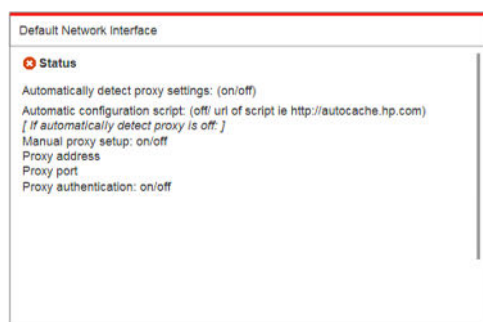 Default Network Interface
Status
Automatically detect proxy settings: (on/off)
Automatic configuration script: (off/ url of script ie http://autocache.hp.com)
[ If automatically detect proxy is off: ]
Manual proxy setup: on/off
Proxy address
Proxy port
Proxy authentication: on/off